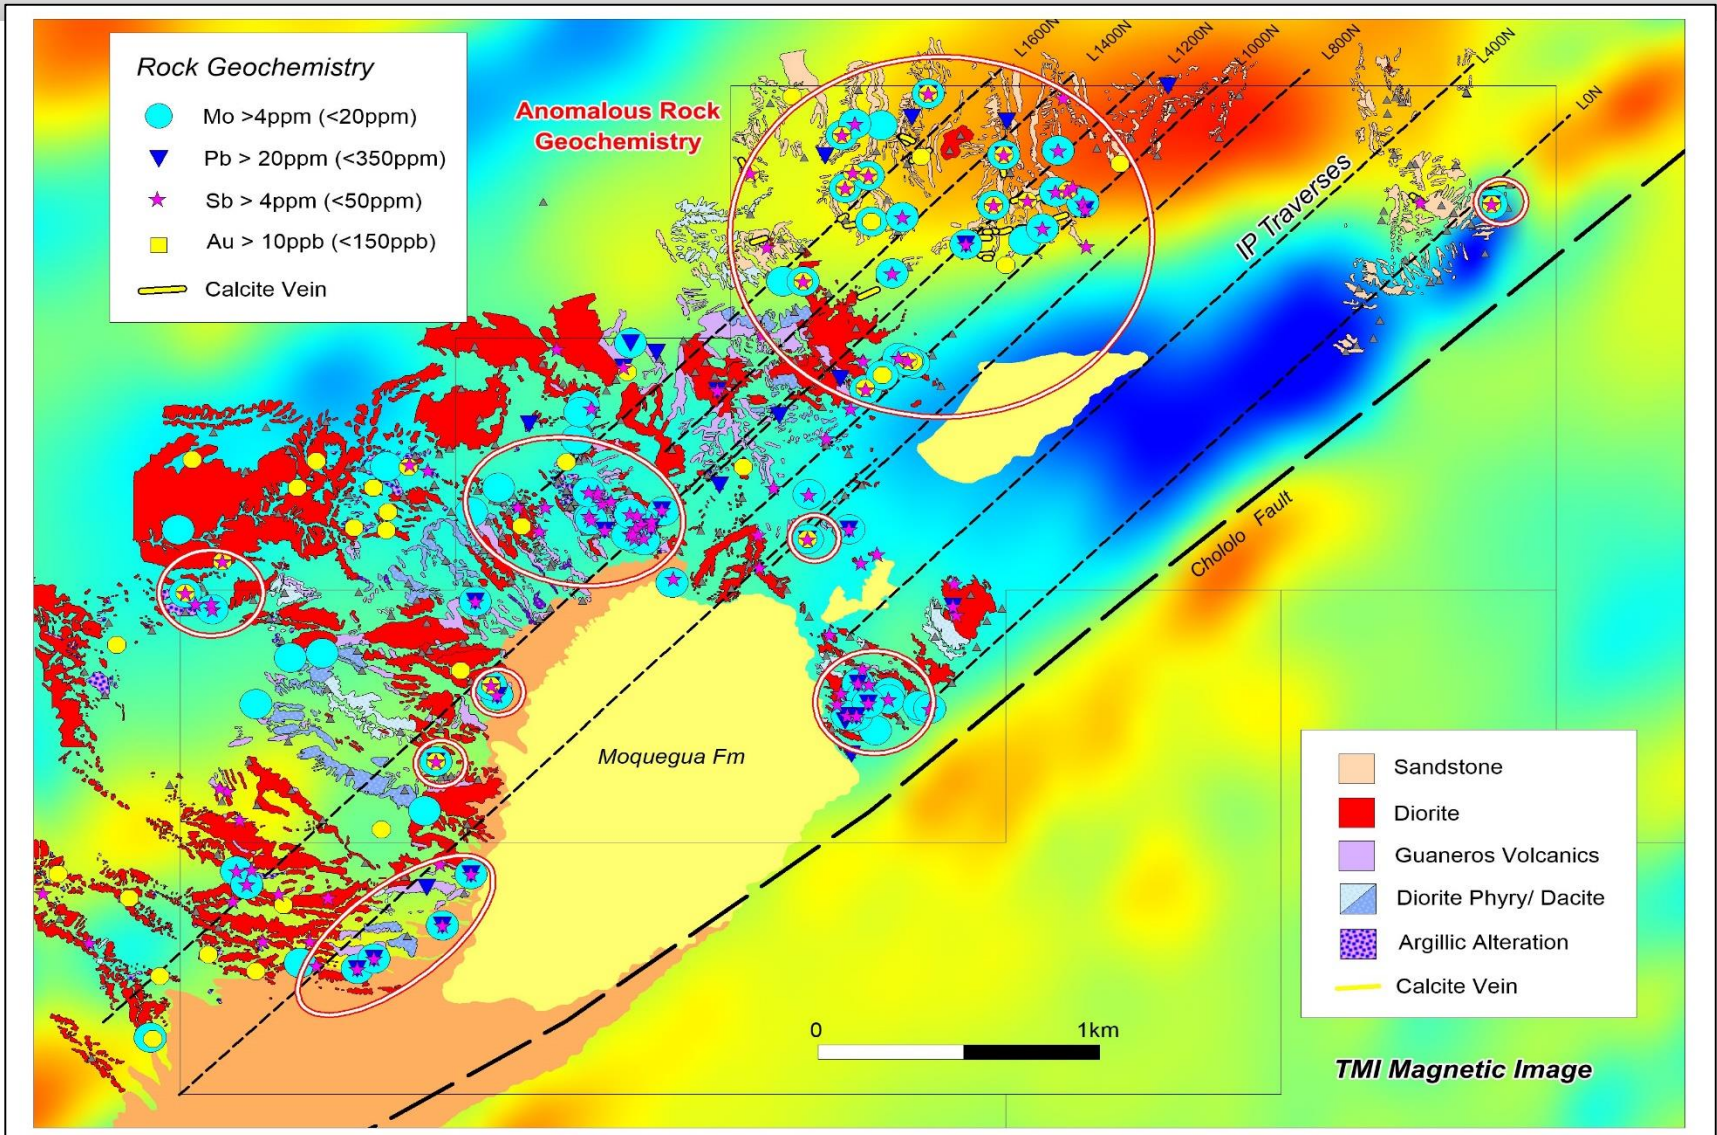 Rock Geochemistry
Mo >4ppm (<20ppm)
Pb > 20ppm (<350ppm)
Sb > 4ppm (<50ppm)
Au > 10ppb (<150ppb)
Calcite Vein
Anomalous Rock
Geochemistry
L1600N
L1400N
L1200N
L1000N
L800N
L400N
L0N
IP Traverses
Chololo Fault
Moquegua Fm
Sandstone
Diorite
Guaneros Volcanics
Diorite Phyry/ Dacite
Argillic Alteration
Calcite Vein
0 1km
TMI Magnetic Image